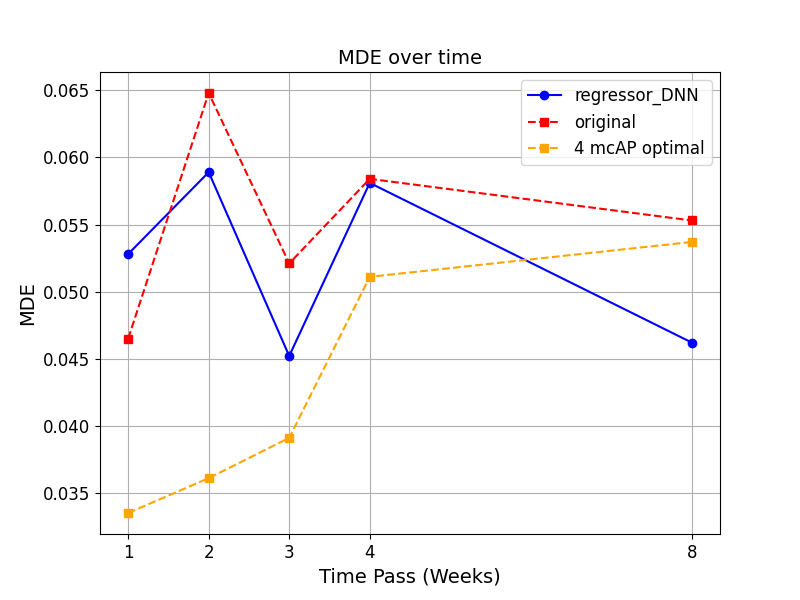 MDE over time
regressor_DNN
original
4 mcAP optimal
MDE
0.065
0.060
0.055
0.050
0.045
0.040
0.035
1 2 3 4 8
Time Pass (Weeks)